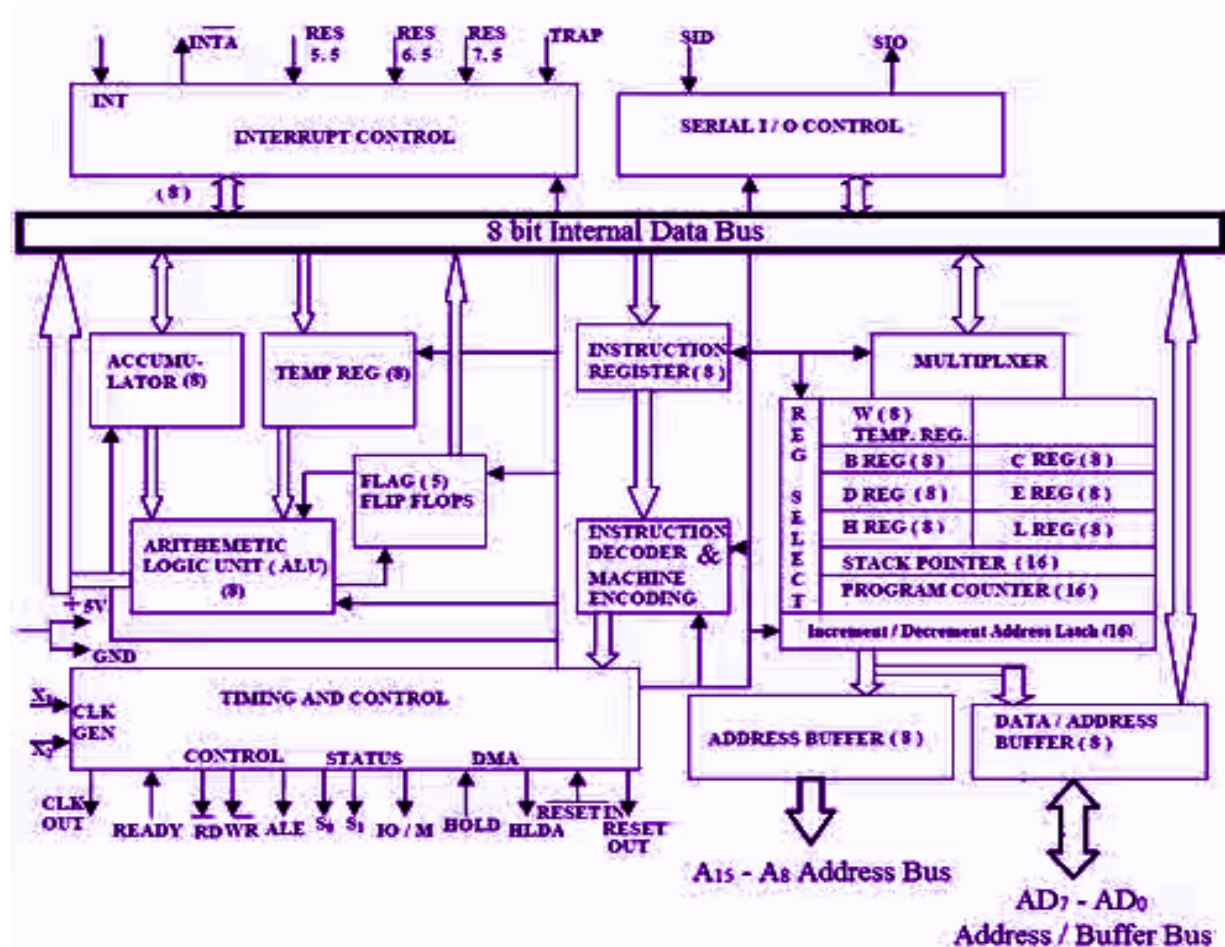 INTA
RES
5.5
RES
6.5
RES
7.5
TRAP
SID
SIO
INT
INTERRUPT CONTROL
SERIAL I / O CONTROL
( 8 )
8 bit Internal Data Bus
ACCUMU-
LATOR (8)
TEMP REG (8)
INSTRUCTION
REGISTER ( 8 )
MULTIPLXER
REG SELECT
W ( 8 )
TEMP. REG.
B REG ( 8 )
C REG ( 8 )
D REG ( 8 )
E REG ( 8 )
H REG ( 8 )
L REG ( 8 )
STACK POINTER ( 16 )
PROGRAM COUNTER ( 16 )
Increment / Decrement Address Latch (16)
FLAG ( 5 )
FLIP FLOPS
ARITHEMETIC
LOGIC UNIT ( ALU)
(8)
INSTRUCTION
DECODER &
MACHINE
ENCODING
+ 5V
GND
X1
X2
CLK
GEN
TIMING AND CONTROL
CONTROL
STATUS
DMA
CLK
OUT
READY
RD
WR
ALE
S0
S1
IO / M
HOLD
HLDA
RESET IN
RESET
OUT
ADDRESS BUFFER ( 8 )
DATA / ADDRESS
BUFFER ( 8 )
A15 - A8 Address Bus
AD7 - AD0
Address / Buffer Bus